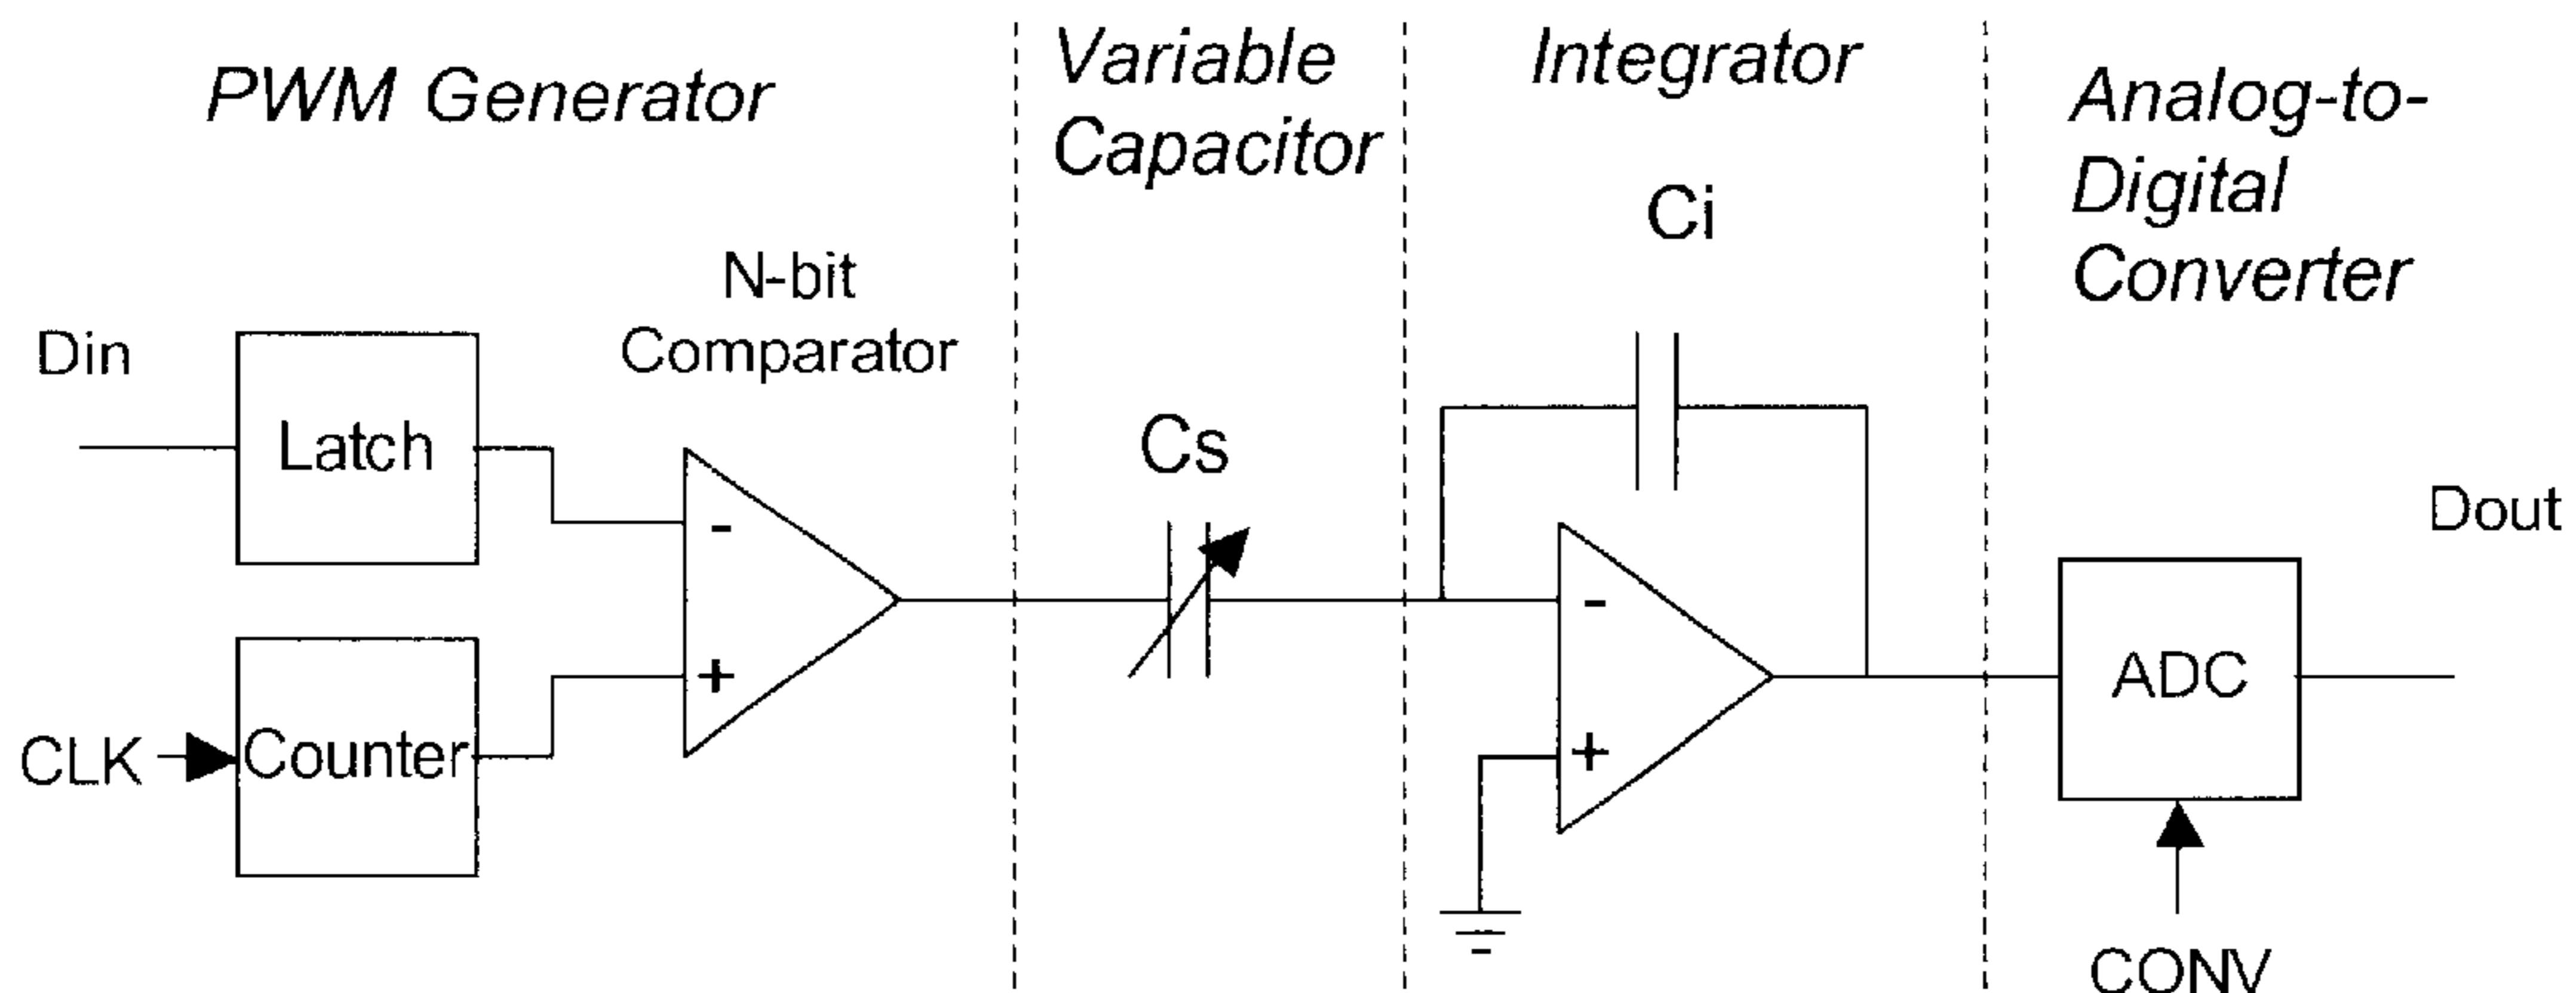 PWM Generator
N-bit
Comparator
Din
Latch
-
+
CLK
Counter
Variable
Capacitor
Cs
Integrator
Ci
-
+
Analog-to-
Digital
Converter
Dout
ADC
CONV